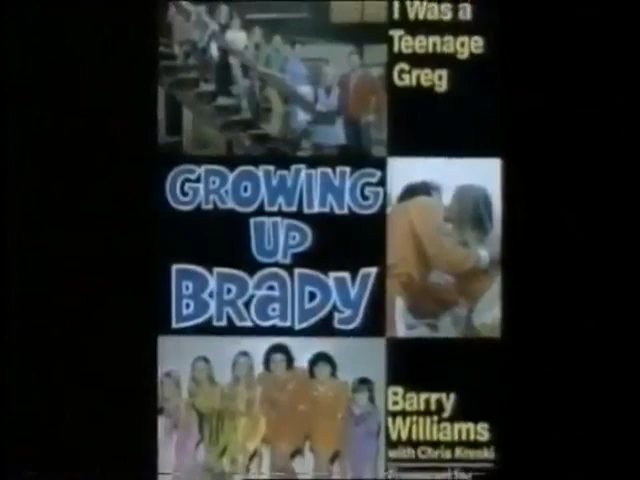 I Was a
Teenage
Greg
GROWING
UP
BRADY
Barry
Williams
with Chris Kreski